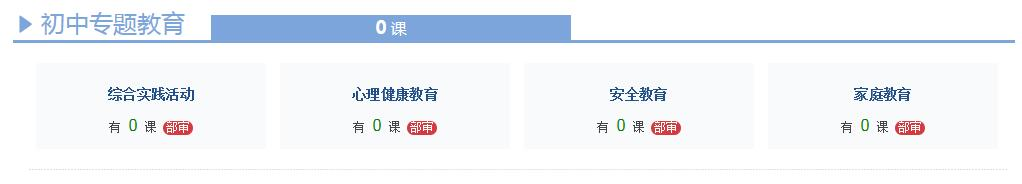 初中专题教育
0 课
综合实践活动
有 0 课 部审
心理健康教育
有 0 课 部审
安全教育
有 0 课 部审
家庭教育
有 0 课 部审